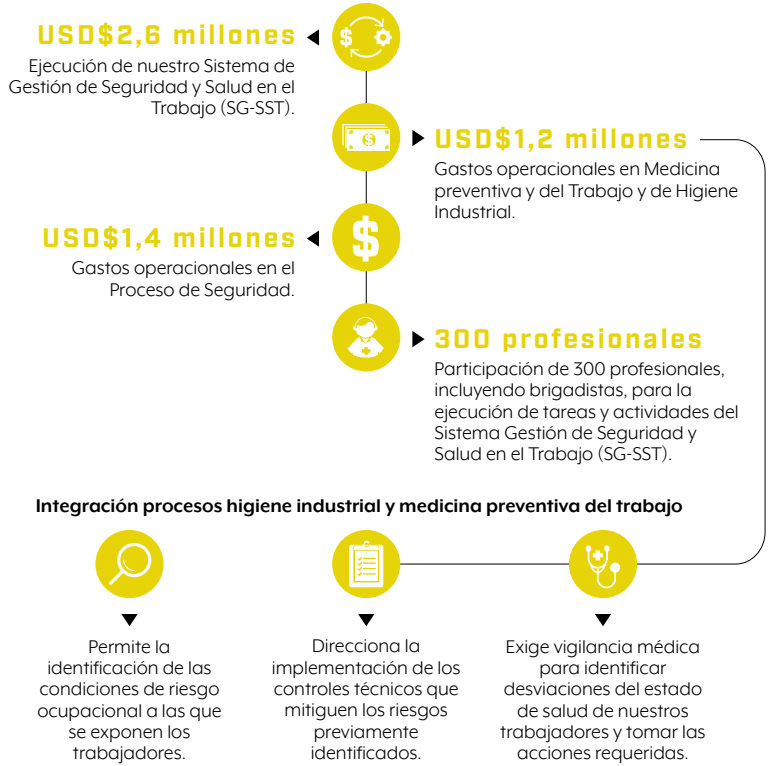 USD$2,6 millones
Ejecución de nuestro Sistema de
Gestión de Seguridad y Salud en el
Trabajo (SG-SST).
USD$1,2 millones
Gastos operacionales en Medicina
preventiva y del Trabajo y de Higiene
Industrial.
USD$1,4 millones
Gastos operacionales en el
Proceso de Seguridad.
300 profesionales
Participación de 300 profesionales,
incluyendo brigadistas, para la
ejecución de tareas y actividades del
Sistema Gestión de Seguridad y
Salud en el Trabajo (SG-SST).
Integración procesos higiene industrial y medicina preventiva del trabajo
Permite la
identificación de las
condiciones de riesgo
ocupacional a las que
se exponen los
trabajadores.
Direcciona la
implementación de los
controles técnicos que
mitiguen los riesgos
previamente
identificados.
Exige vigilancia médica
para identificar
desviaciones del estado
de salud de nuestros
trabajadores y tomar las
acciones requeridas.